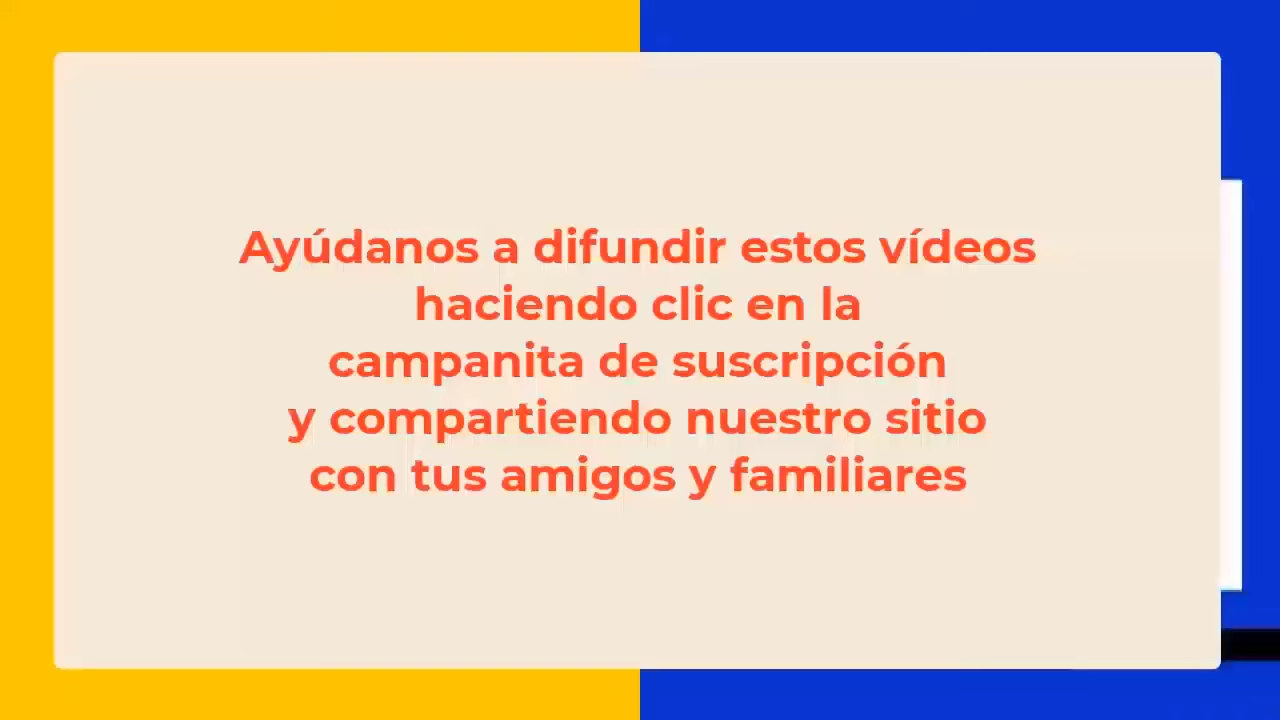 Ayúdanos a difundir estos vídeos
haciendo clic en la
campanita de suscripción
y compartiendo nuestro sitio
con tus amigos y familiares